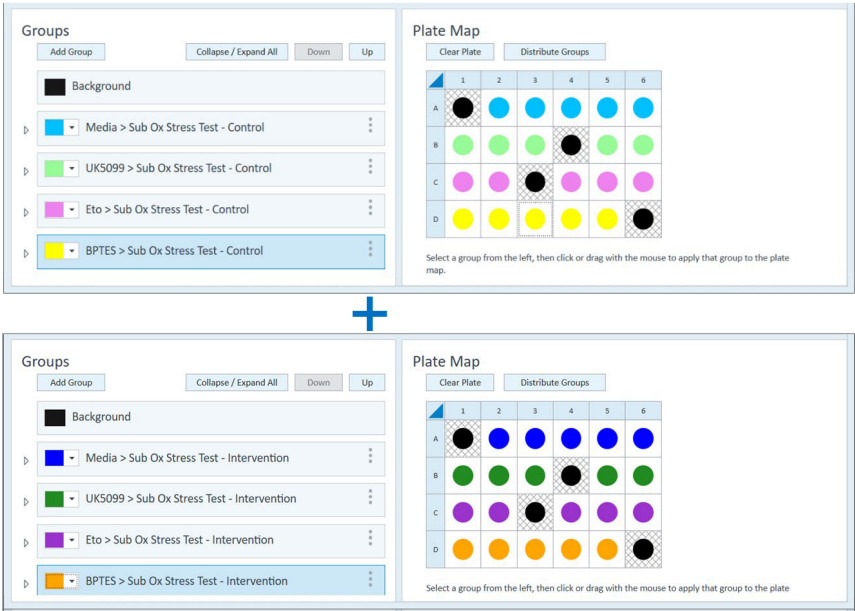 Groups
Add Group Collapse / Expand All Down Up
Background
Media > Sub Ox Stress Test - Control
UK5099 > Sub Ox Stress Test - Control
Eto > Sub Ox Stress Test - Control
BPTES > Sub Ox Stress Test - Control
Plate Map
Clear Plate Distribute Groups
1 2 3 4 5 6
A
B
C
D
Select a group from the left, then click or drag with the mouse to apply that group to the plate
map.
+
Groups
Add Group Collapse / Expand All Down Up
Background
Media > Sub Ox Stress Test - Intervention
UK5099 > Sub Ox Stress Test - Intervention
Eto > Sub Ox Stress Test - Intervention
BPTES > Sub Ox Stress Test - Intervention
Plate Map
Clear Plate Distribute Groups
1 2 3 4 5 6
A
B
C
D
Select a group from the left, then click or drag with the mouse to apply that group to the plate